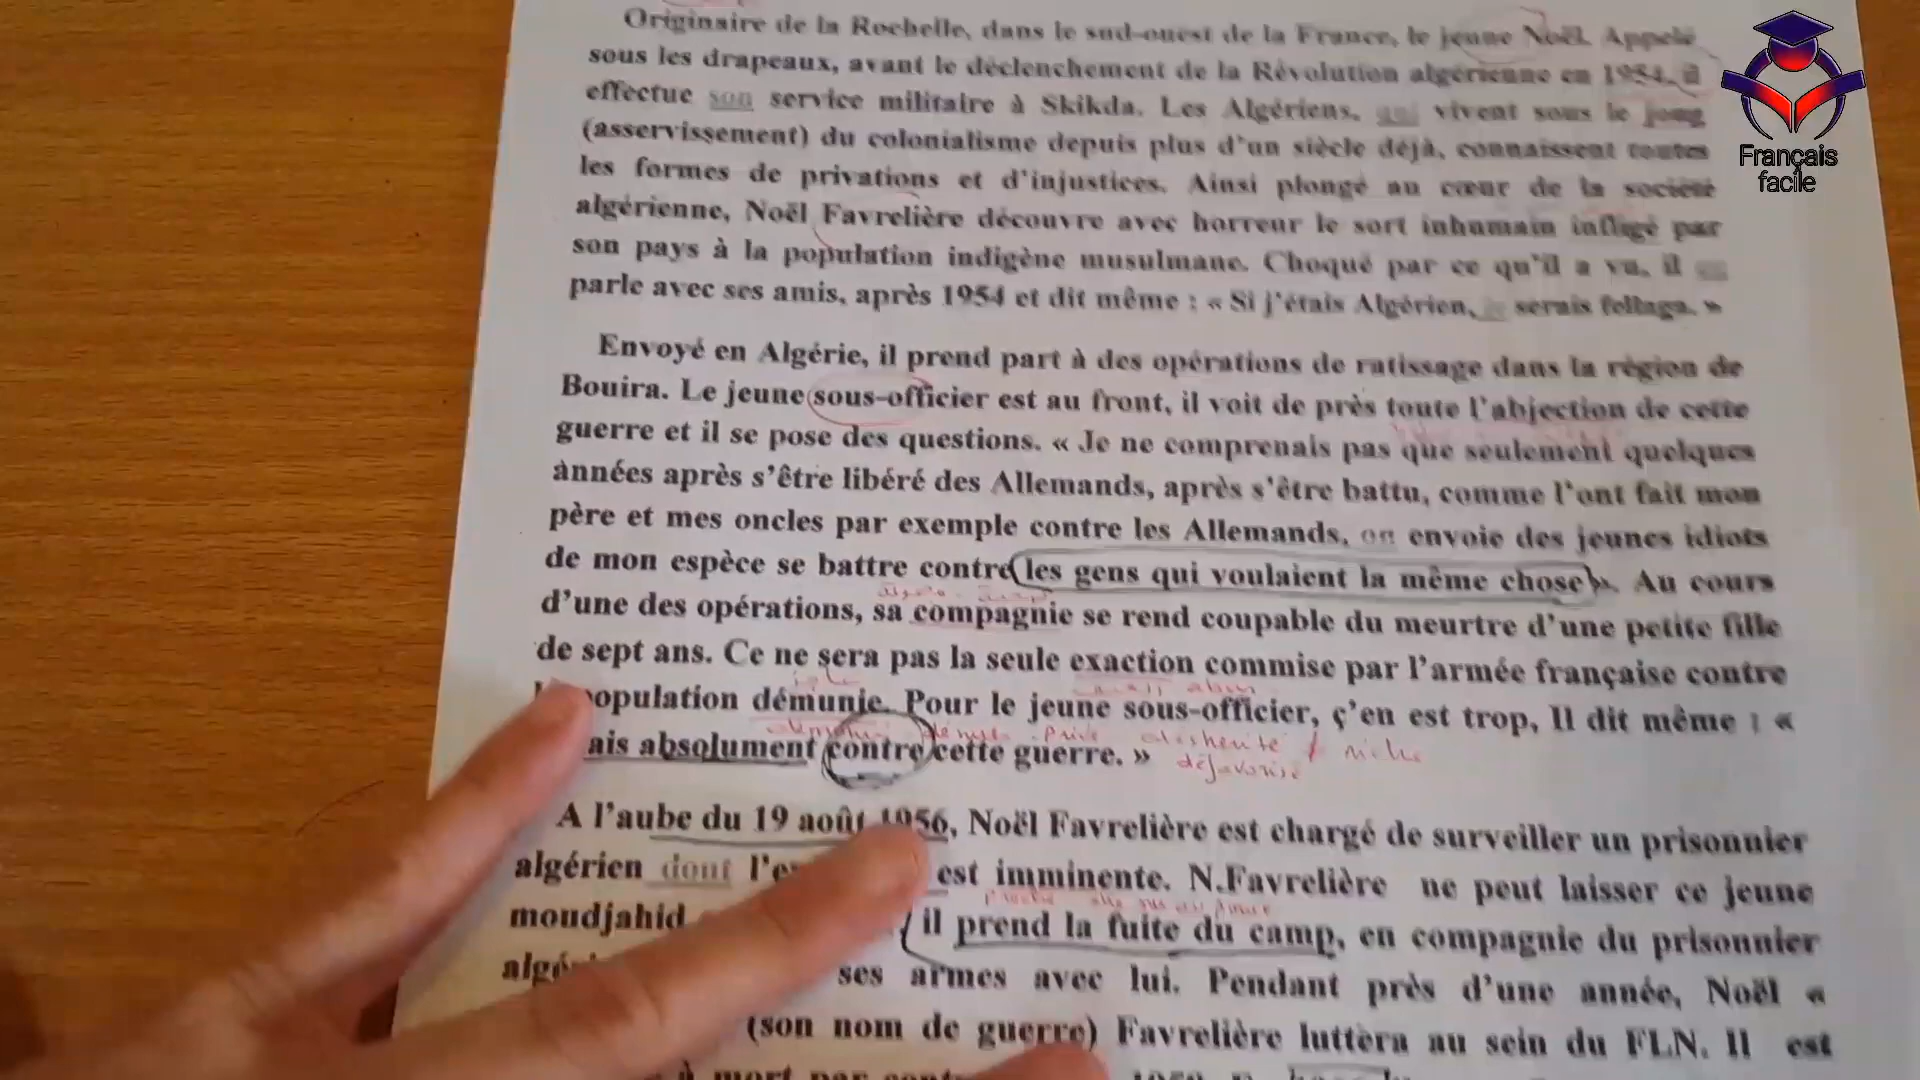 Originaire de la Rochelle, dans le sud-ouest de la France, le jeune Noël. Appelé
sous les drapeaux, avant le déclenchement de la Révolution algérienne en 1954, il
effectue son service militaire à Skikda. Les Algériens, qui vivent sous le joug
(asservissement) du colonialisme depuis plus d'un siècle déjà, connaissent toutes
les formes de privations et d'injustices. Ainsi plongé au cœur de la société
algérienne, Noël Favrelière découvre avec horreur le sort inhumain infligé par
son pays à la population indigène musulmane. Choqué par ce qu'il a vu, il en
parle avec ses amis, après 1954 et dit même : « Si j'étais Algérien, je serais fellaga. »
Envoyé en Algérie, il prend part à des opérations de ratissage dans la région de
Bouira. Le jeune sous-officier est au front, il voit de près toute l'abjection de cette
guerre et il se pose des questions. « Je ne comprenais pas que seulement quelques
années après s'être libéré des Allemands, après s'être battu, comme l'ont fait mon
père et mes oncles par exemple contre les Allemands, on envoie des jeunes idiots
de mon espèce se battre contre les gens qui voulaient la même chose ». Au cours
d'une des opérations, sa compagnie se rend coupable du meurtre d'une petite fille
de sept ans. Ce ne sera pas la seule exaction commise par l'armée française contre
population démunie. Pour le jeune sous-officier, ç'en est trop, Il dit même : «
ais absolument contre cette guerre. »
privé déshérité ≠ riche
défavorisé
A l'aube du 19 août 1956, Noël Favrelière est chargé de surveiller un prisonnier
algérien dont est imminente. N.Favrelière ne peut laisser ce jeune
moudjahid il prend la fuite du camp, en compagnie du prisonnier
ses armes avec lui. Pendant près d'une année, Noël «
(son nom de guerre) Favrelière luttera au sein du FLN. Il est
à mort par
Français
facile